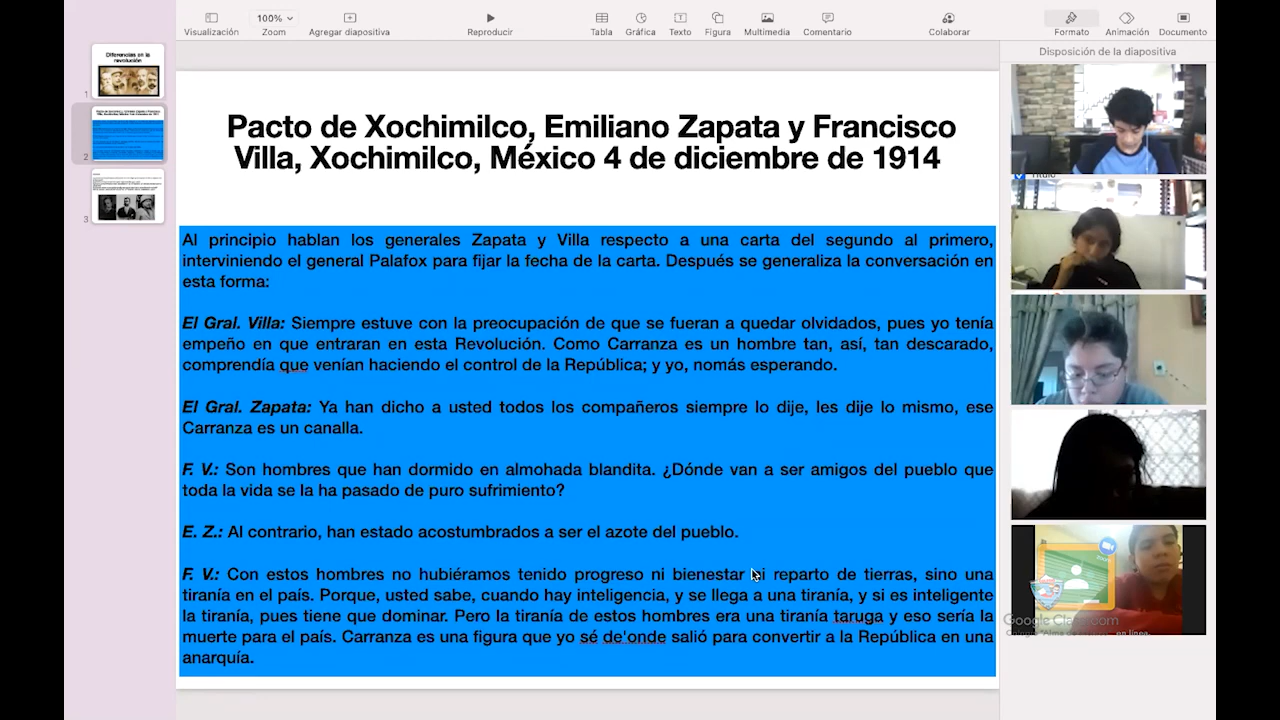 Visualización
100%
Zoom
Agregar diapositiva
Reproducir
Tabla
Gráfica
Texto
Figura
Multimedia
Comentario
Colaborar
Formato
Animación
Documento
Disposición de la diapositiva
Diferencias en la
revolución
1
2
3
Pacto de Xochimilco, Emiliano Zapata y Francisco
Villa, Xochimilco, México 4 de diciembre de 1914
Al principio hablan los generales Zapata y Villa respecto a una carta del segundo al primero,
interviniendo el general Palafox para fijar la fecha de la carta. Después se generaliza la conversación en
esta forma:
El Gral. Villa: Siempre estuve con la preocupación de que se fueran a quedar olvidados, pues yo tenía
empeño en que entraran en esta Revolución. Como Carranza es un hombre tan, así, tan descarado,
comprendía que venían haciendo el control de la República; y yo, nomás esperando.
El Gral. Zapata: Ya han dicho a usted todos los compañeros siempre lo dije, les dije lo mismo, ese
Carranza es un canalla.
F. V.: Son hombres que han dormido en almohada blandita. ¿Dónde van a ser amigos del pueblo que
toda la vida se la ha pasado de puro sufrimiento?
E. Z.: Al contrario, han estado acostumbrados a ser el azote del pueblo.
F. V.: Con estos hombres no hubiéramos tenido progreso ni bienestar ni reparto de tierras, sino una
tiranía en el país. Porque, usted sabe, cuando hay inteligencia, y se llega a una tiranía, y si es inteligente
la tiranía, pues tiene que dominar. Pero la tiranía de estos hombres era una tiranía taruga y eso sería la
muerte para el país. Carranza es una figura que yo sé de'onde salió para convertir a la República en una
anarquía.
Título
Google Classroom
en línea.